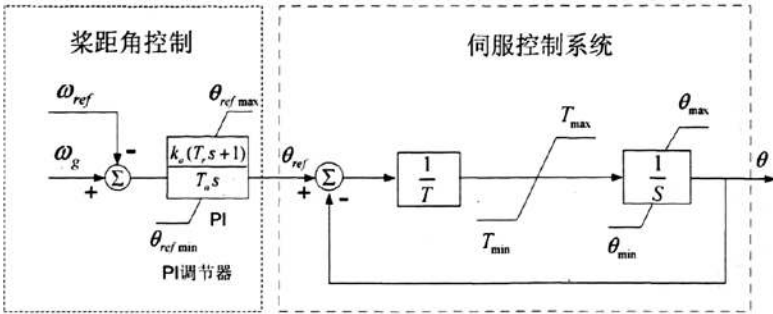 桨距角控制
ω_ref
-
ω_g
+
Σ
θ_ref max
k_a(T_r s+1)
T_a s
θ_ref min
PI
PI调节器
伺服控制系统
θ_ref
+
Σ
-
1
T
T_max
T_min
θ_max
1
S
θ_min
θ